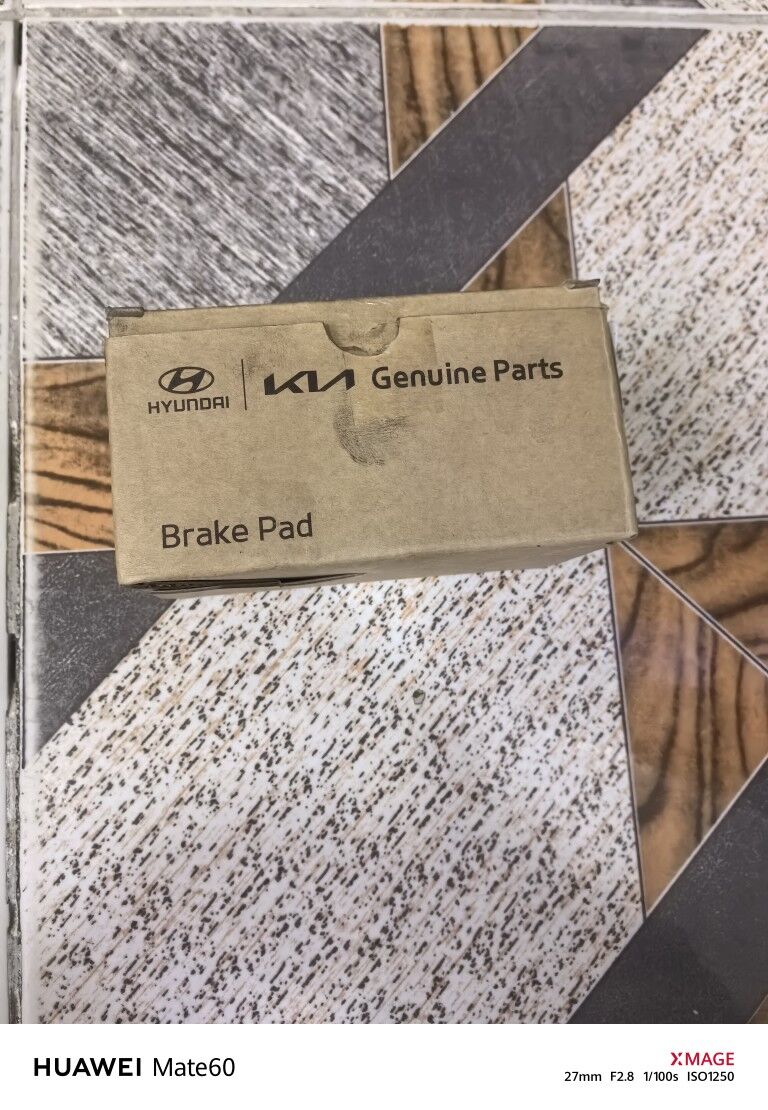 HYUNDAI
KIA Genuine Parts
Brake Pad
HUAWEI Mate60
XMAGE
27mm F2.8 1/100s ISO1250